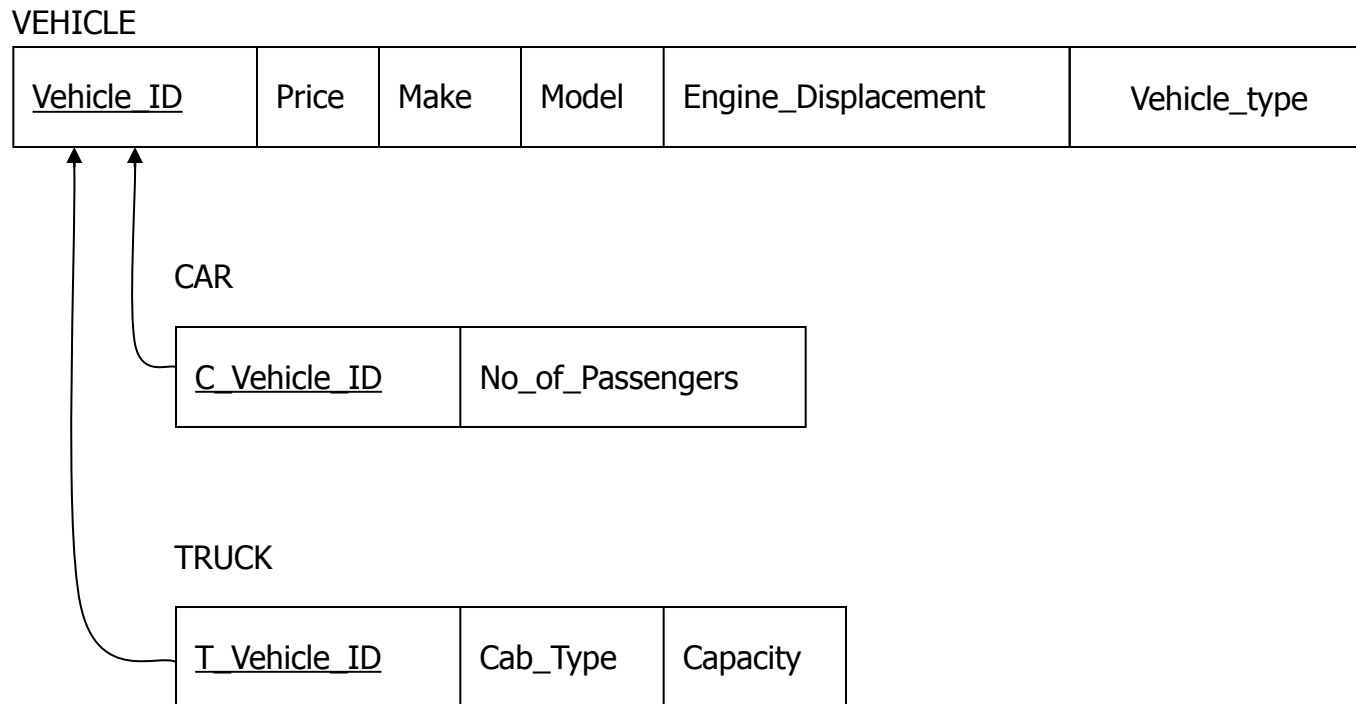 VEHICLE
Vehicle_ID Price Make Model Engine_Displacement Vehicle_type
CAR
C_Vehicle_ID No_of_Passengers
TRUCK
T_Vehicle_ID Cab_Type Capacity